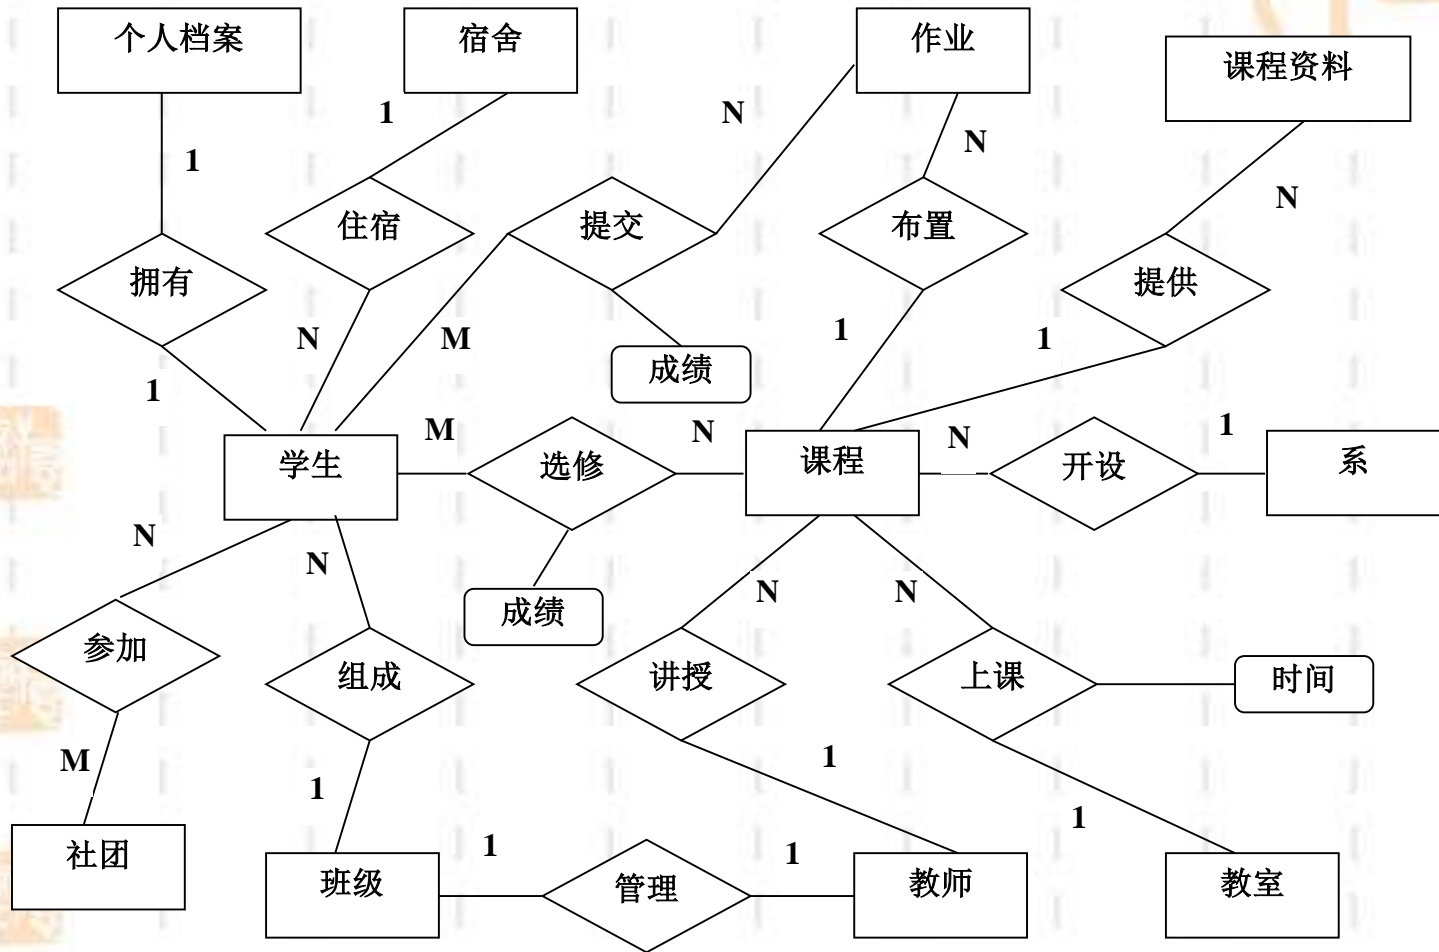 个人档案
宿舍
作业
课程资料
1
N
N
1
N
住宿
提交
布置
拥有
提供
N
M
1
1
成绩
1
M
N
N
1
学生
选修
课程
开设
系
N
N
N
N
成绩
参加
组成
讲授
上课
时间
M
1
1
1
社团
1
1
班级
管理
教师
教室